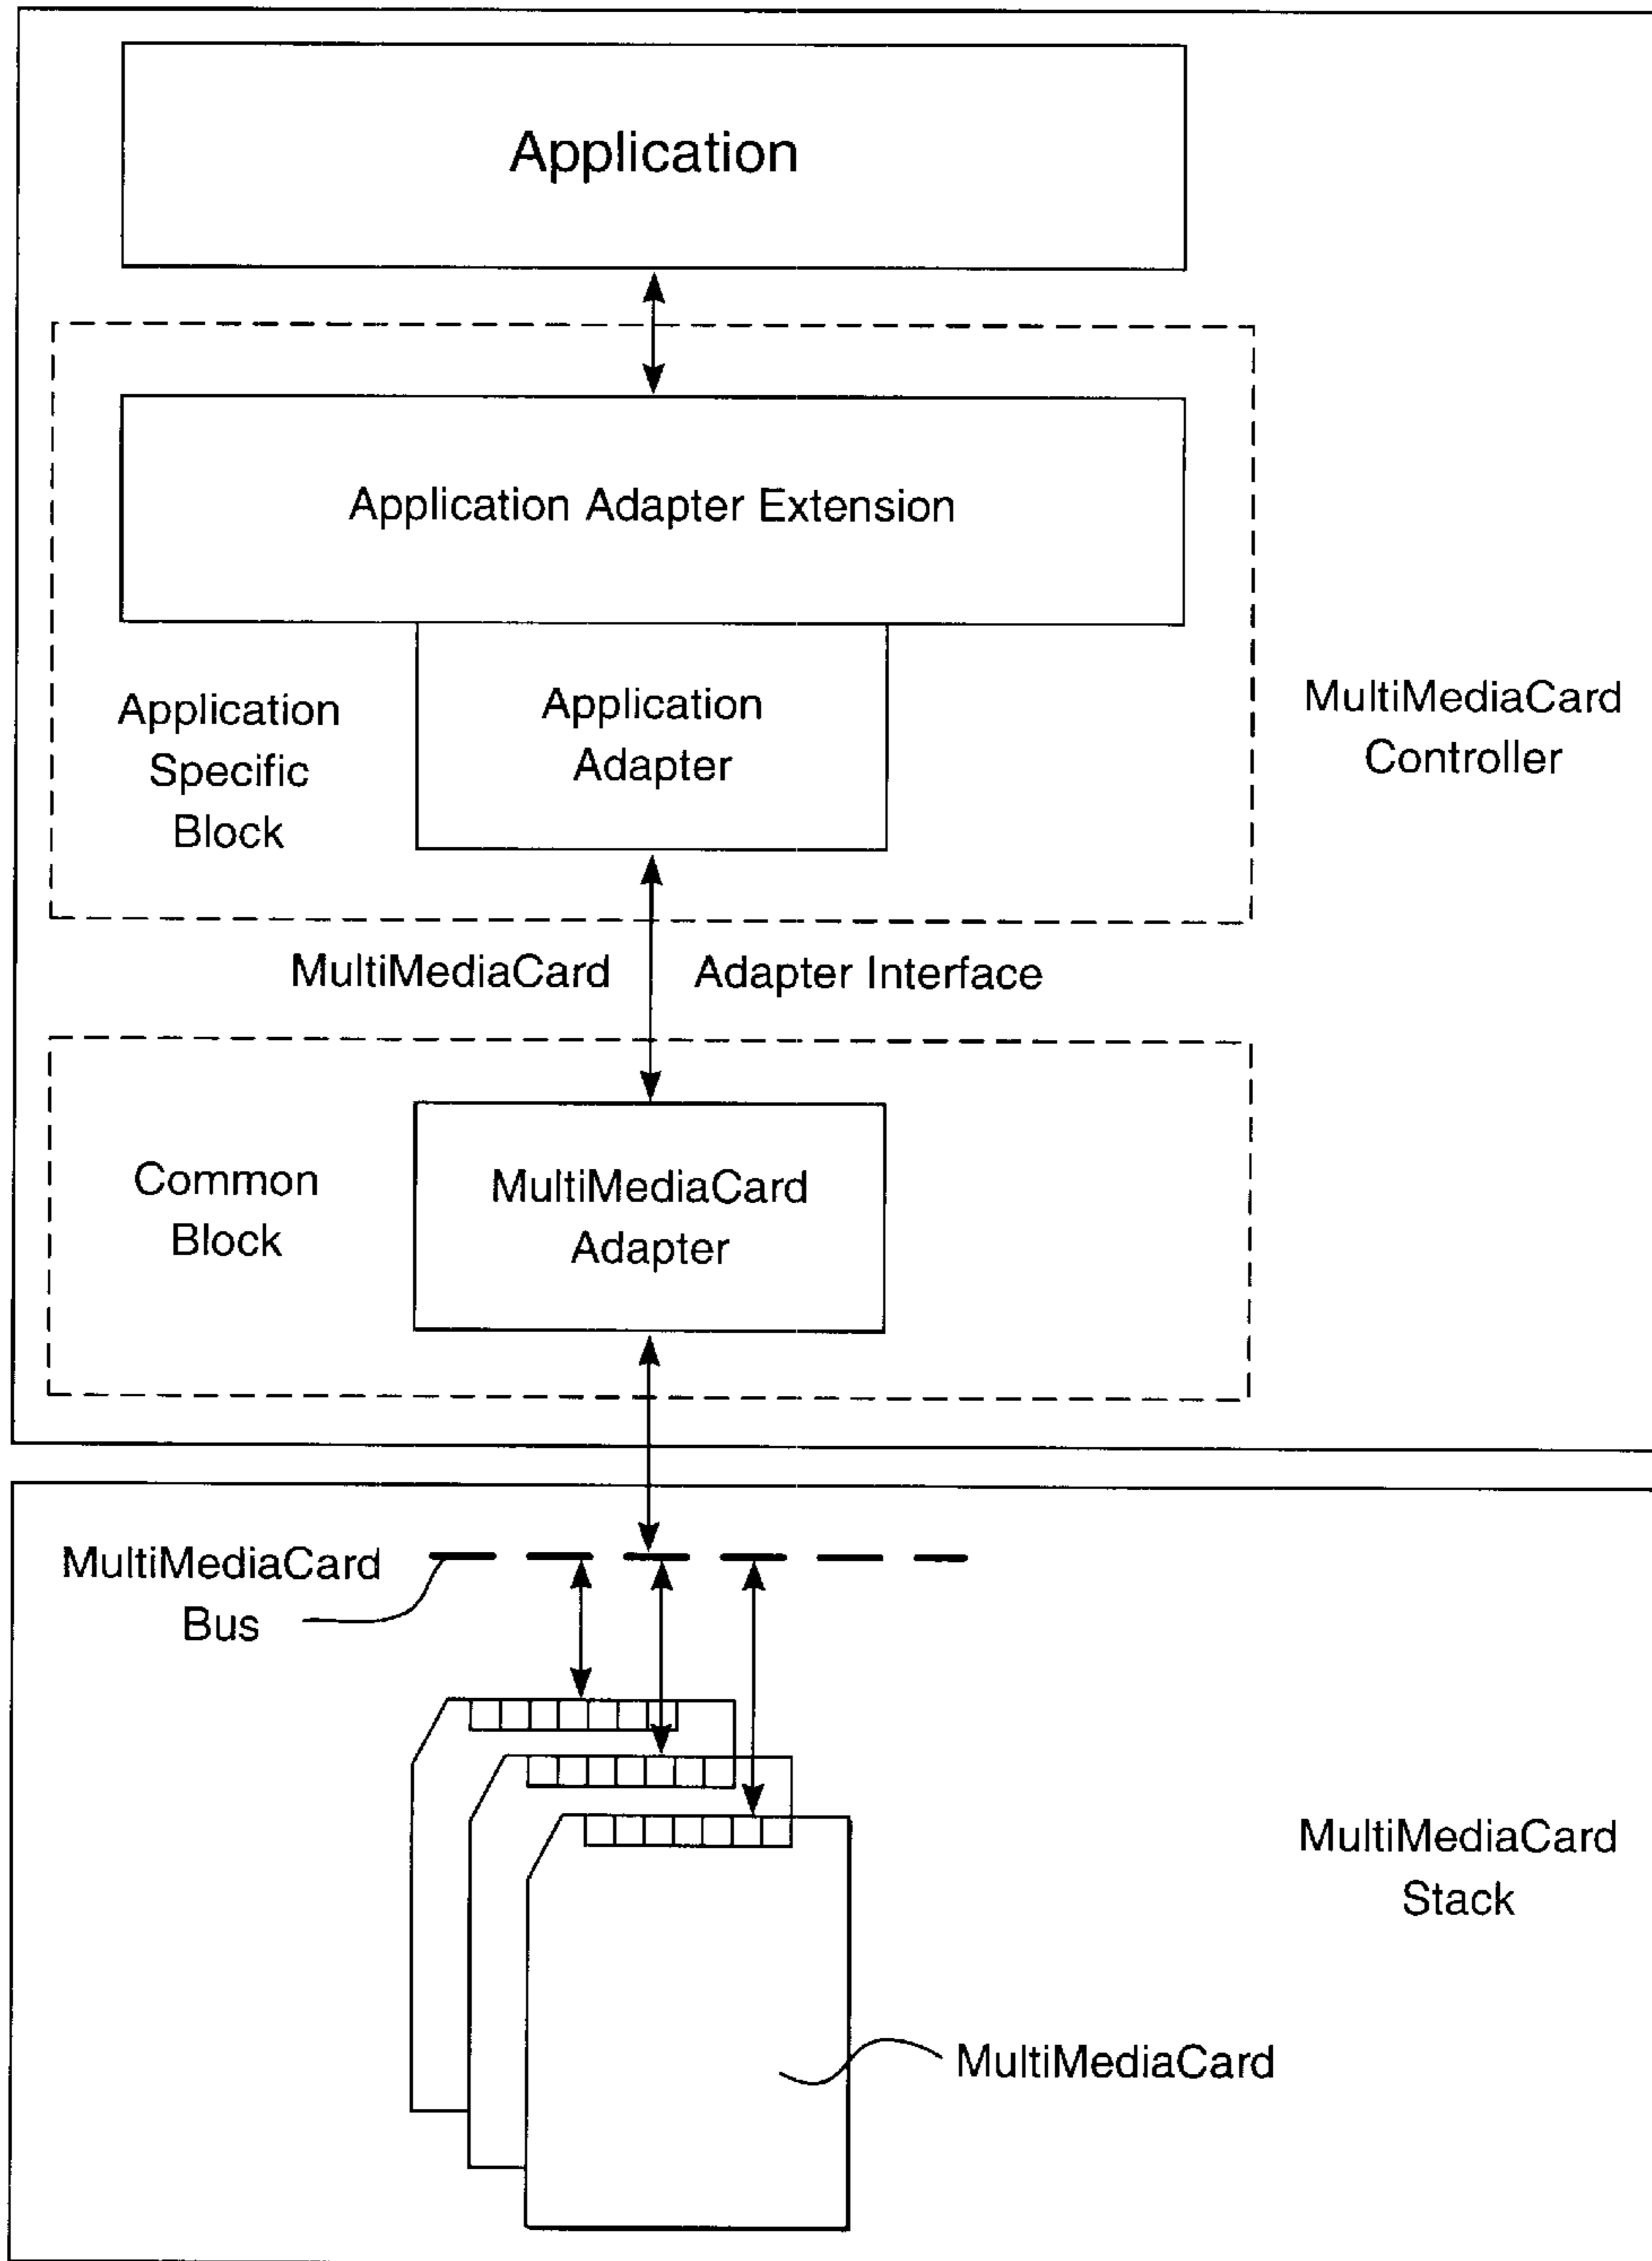 Application
Application Adapter Extension
Application
Adapter
Application
Specific
Block
MultiMediaCard
Controller
MultiMediaCard Adapter Interface
Common
Block
MultiMediaCard
Adapter
MultiMediaCard
Bus
MultiMediaCard
Stack
MultiMediaCard